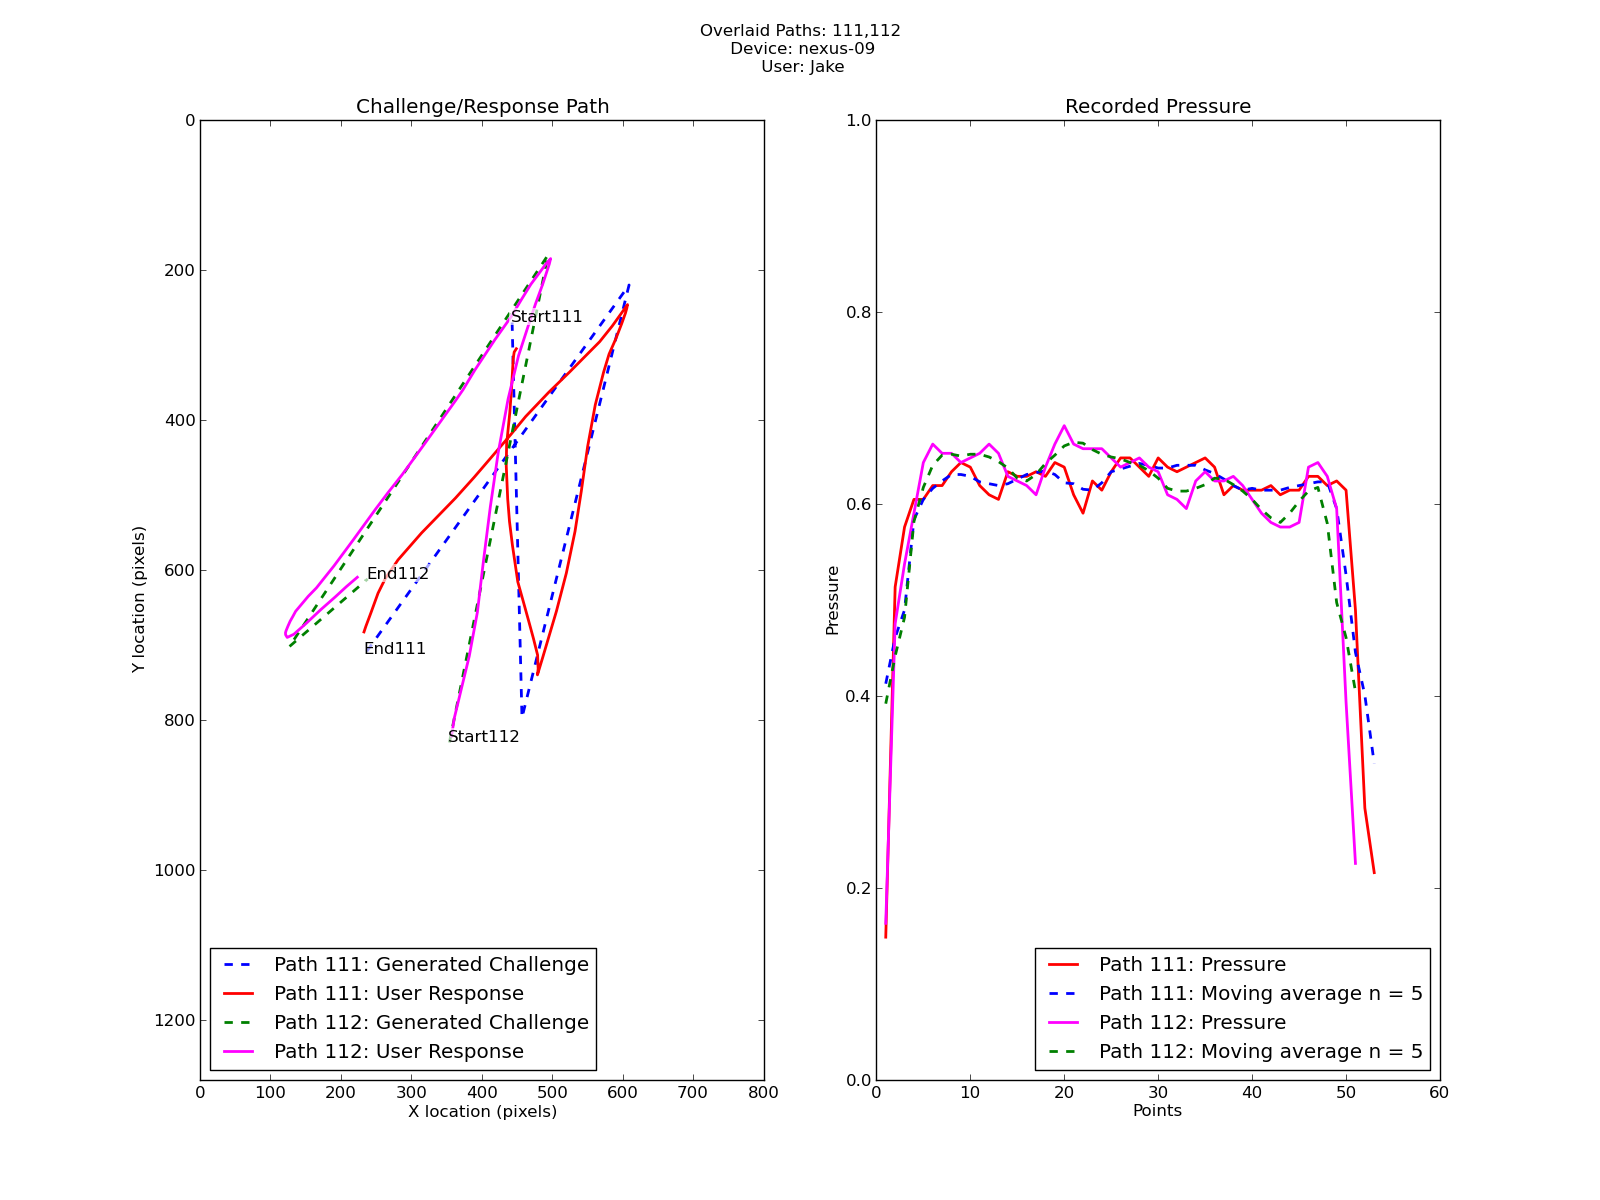 Overlaid Paths: 111,112
Device: nexus-09
User: Jake
Challenge/Response Path
0
200
400
600
800
1000
1200
Y location (pixels)
Start111
End112
End111
Start112
Path 111: Generated Challenge
Path 111: User Response
Path 112: Generated Challenge
Path 112: User Response
0 100 200 300 400 500 600 700 800
X location (pixels)
Recorded Pressure
1.0
0.8
0.6
0.4
0.2
0.0
Pressure
Path 111: Pressure
Path 111: Moving average n = 5
Path 112: Pressure
Path 112: Moving average n = 5
0 10 20 30 40 50 60
Points